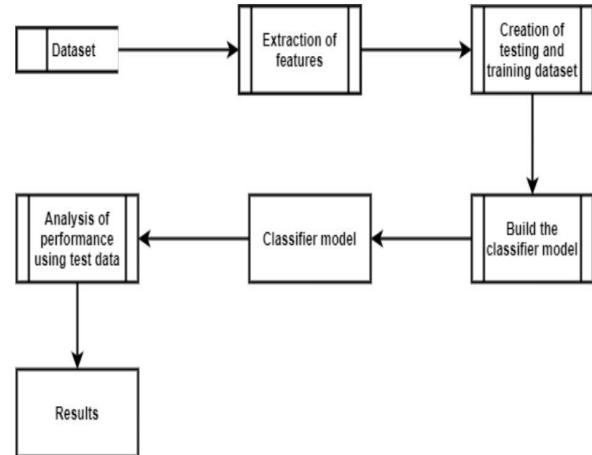 Dataset
Extraction of
features
Creation of
testing and
training dataset
Build the
classifier model
Classifier model
Analysis of
performance
using test data
Results